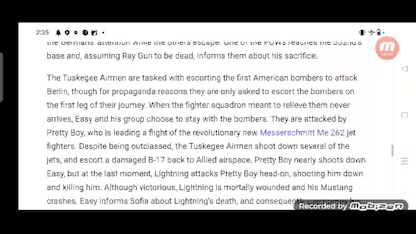 2:35
the Germans' attention while the others escape. One of the POWs reaches the 332nd's
base and, assuming Ray Gun to be dead, informs them about his sacrifice.
The Tuskegee Airmen are tasked with escorting the first American bombers to attack
Berlin, though for propaganda reasons they are only asked to escort the bombers on
the first leg of their journey. When the fighter squadron meant to relieve them never
arrives, Easy and his group choose to stay with the bombers. They are attacked by
Pretty Boy, who is leading a flight of the revolutionary new Messerschmitt Me 262 jet
fighters. Despite being outclassed, the Tuskegee Airmen shoot down several of the
jets, and escort a damaged B-17 back to Allied airspace. Pretty Boy nearly shoots down
Easy, but at the last moment, Lightning attacks Pretty Boy head-on, shooting him down
and killing him. Although victorious, Lightning is mortally wounded and his Mustang
crashes. Easy informs Sofia about Lightning's death, and
Recorded by Mobizen